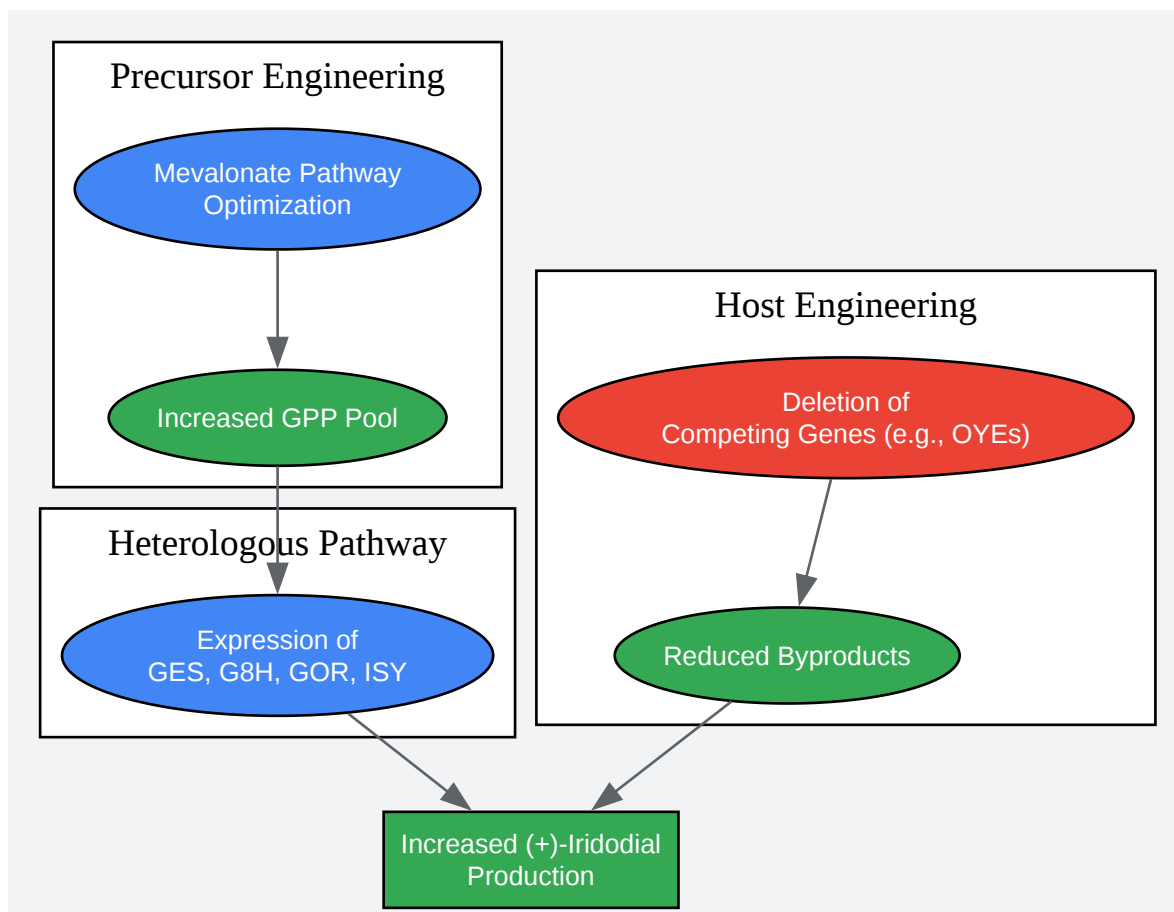 Precursor Engineering
Mevalonate Pathway
Optimization
Increased GPP Pool
Heterologous Pathway
Expression of
GES, G8H, GOR, ISY
Host Engineering
Deletion of
Competing Genes (e.g., OYEs)
Reduced Byproducts
Increased (+)-Iridodial
Production